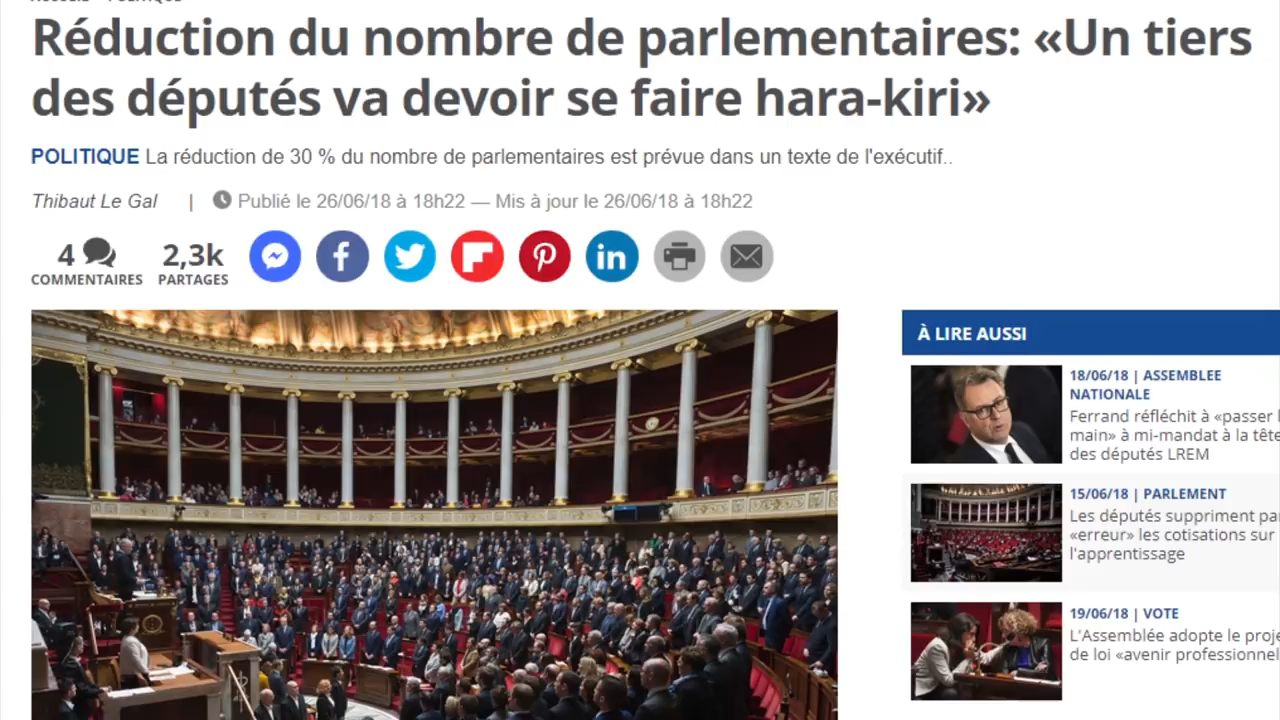 Réduction du nombre de parlementaires: «Un tiers
des députés va devoir se faire hara-kiri»
POLITIQUE La réduction de 30 % du nombre de parlementaires est prévue dans un texte de l'exécutif..
Thibaut Le Gal | Publié le 26/06/18 à 18h22 — Mis à jour le 26/06/18 à 18h22
4 2,3k
COMMENTAIRES PARTAGES
À LIRE AUSSI
18/06/18 | ASSEMBLEE
NATIONALE
Ferrand réfléchit à «passer
main» à mi-mandat à la tête
des députés LREM
15/06/18 | PARLEMENT
Les députés suppriment par
«erreur» les cotisations sur
l'apprentissage
19/06/18 | VOTE
L'Assemblée adopte le proje
de loi «avenir professionnel